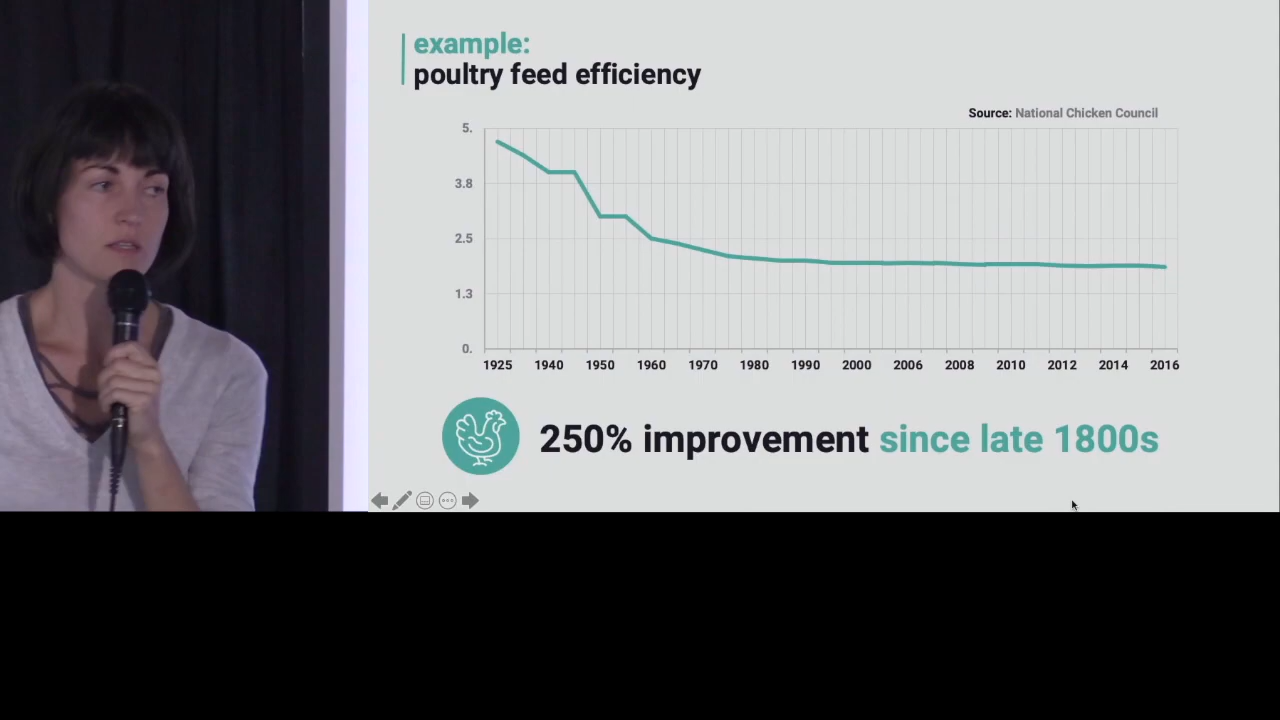 example:
poultry feed efficiency
Source: National Chicken Council
5.
3.8
2.5
1.3
0.
1925 1940 1950 1960 1970 1980 1990 2000 2006 2008 2010 2012 2014 2016
250% improvement since late 1800s